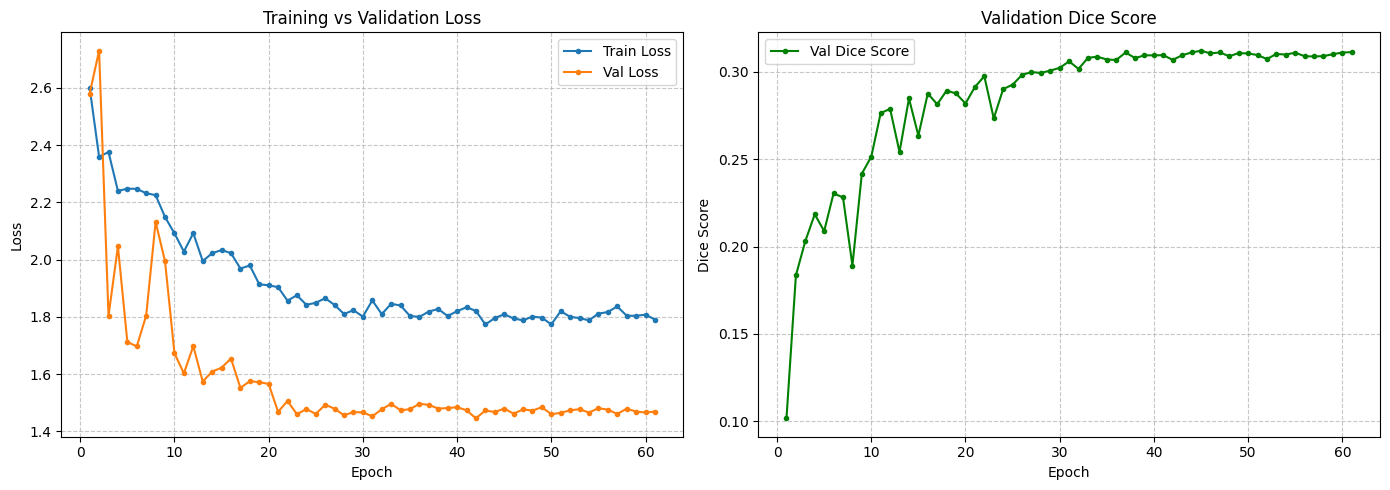 Training vs Validation Loss
Train Loss
Val Loss
2.6
2.4
2.2
2.0
1.8
1.6
1.4
Loss
0
10
20
30
40
50
60
Epoch
Validation Dice Score
Val Dice Score
0.30
0.25
0.20
0.15
0.10
Dice Score
0
10
20
30
40
50
60
Epoch